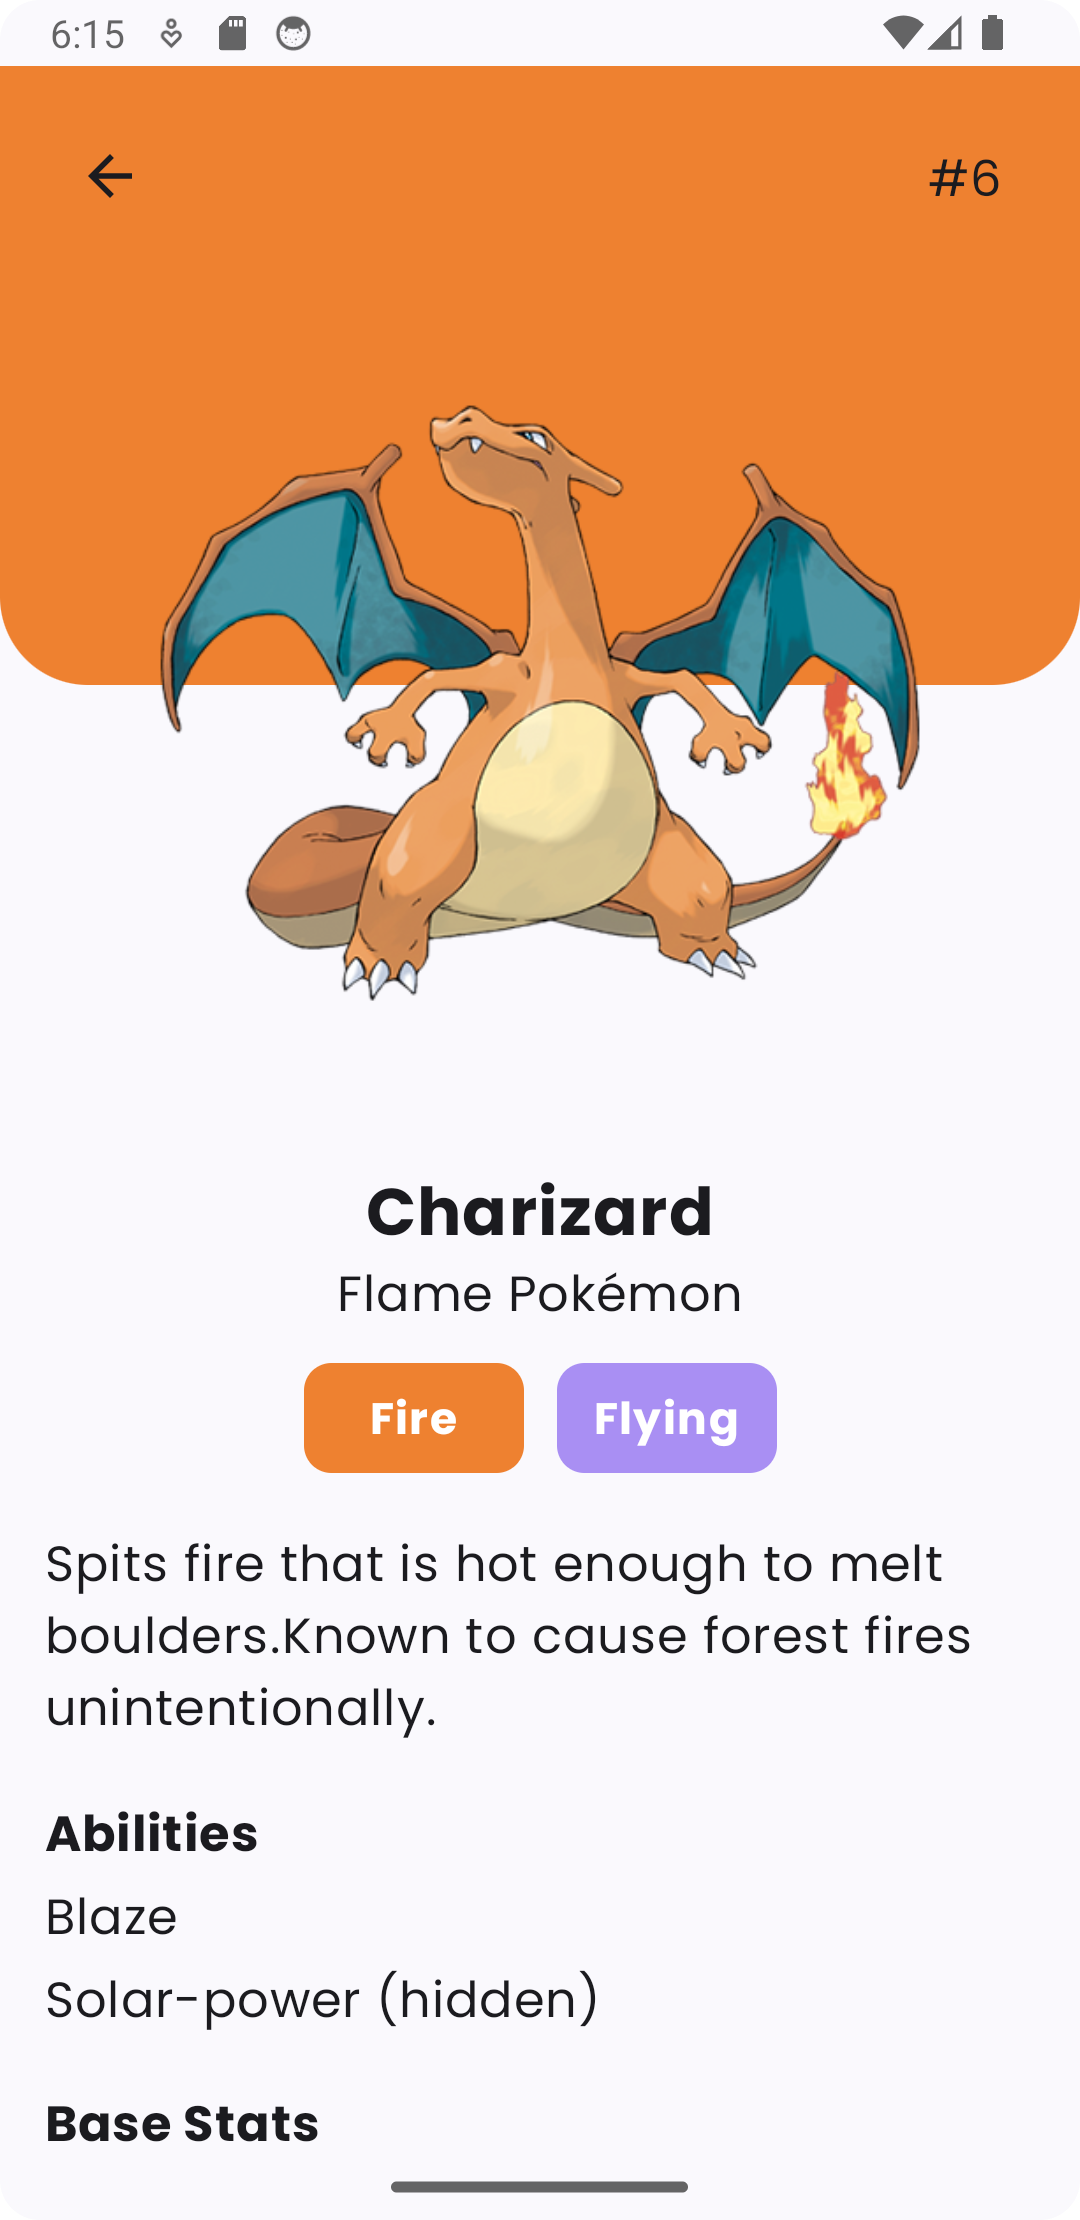 6:15
#6
Charizard
Flame Pokémon
Fire Flying
Spits fire that is hot enough to melt
boulders.Known to cause forest fires
unintentionally.
Abilities
Blaze
Solar-power (hidden)
Base Stats